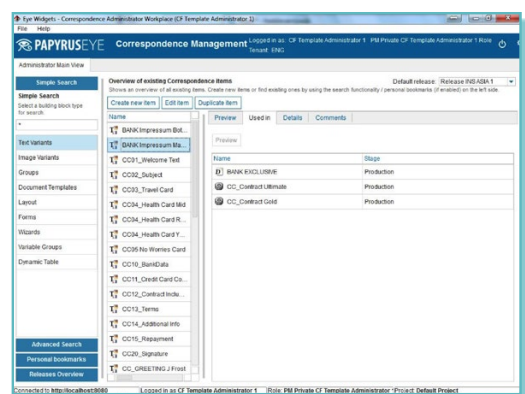 Eye Widgets - Correspondence Administrator Workplace (CF Template Administrator 1) -
File Help
PAPYRUSEYE
Correspondence Management
Logged in as: CF Template Administrator 1 PM Private CF Template Administrator 1 Role
Tenant: ENG
Administrator Main View
Simple Search
Simple Search
Select a building block type
for search:
*
Text Variants
Image Variants
Groups
Document Templates
Layout
Forms
Wizards
Variable Groups
Dynamic Table
Advanced Search
Personal bookmarks
Releases Overview
Overview of existing Correspondence items
Default release: Release INIS ASIA 1
Shows an overview of all existing items. Create new items or find existing ones by using the search functionality / personal bookmarks (if enabled) on the left side.
Create new item
Edit item
Duplicate item
Name
BANK Impressum Bot...
BANK Impressum Ma...
CC01_Welcome Text
CC02_Subject
CC03_Travel Card
CC04_Health Card Mid
CC04_Health Card R...
CC04_Health Card Y...
CC05 No Worries Card
CC10_BankData
CC11_Credit Card Co...
CC12_Contract Inclu...
CC13_Terms
CC14_Additional Info
CC15_Repayment
CC20_Signature
CC_GREETING J Frost
Preview
Used in
Details
Comments
Preview
Name
Stage
BANK EXCLUSIVE
Production
CC_Contract Ultimate
Production
CC_Contract Gold
Production
Connected to http://localhost:8080
Logged in as CF Template Administrator 1
Role: PM Private CF Template Administrator *Project: Default Project